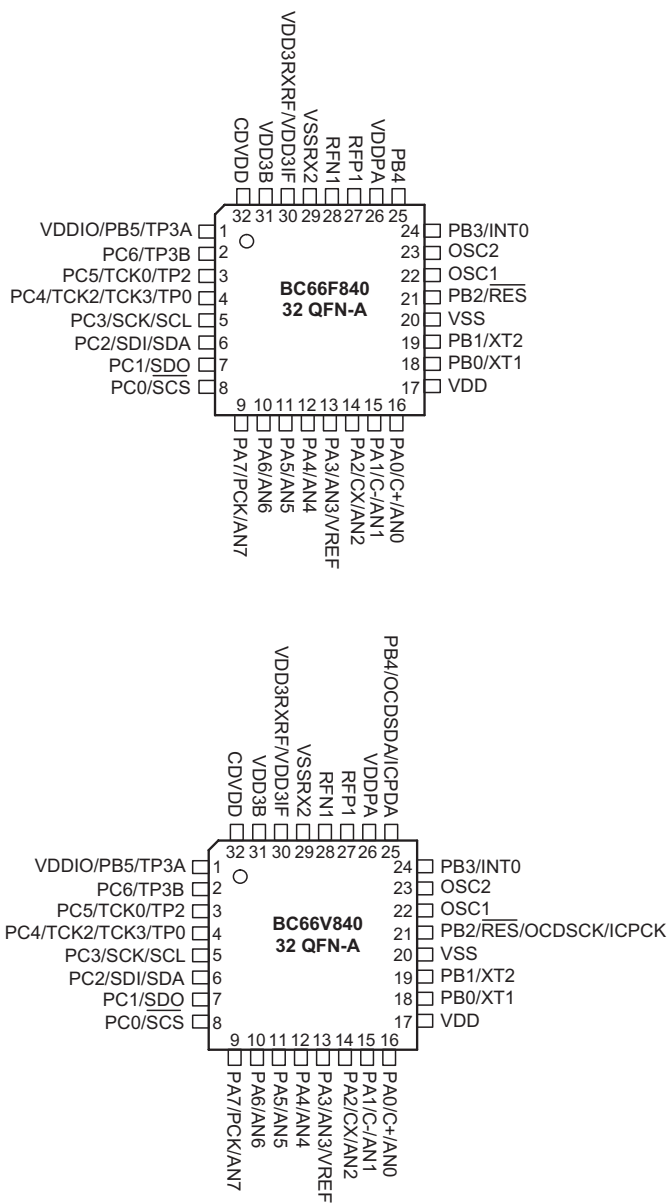 CDVDD
VDD3B
VDD3RXRF/VDD3IF
VSSRX2
RFN1
RFP1
VDDPA
PB4
32 31 30 29 28 27 26 25
VDDIO/PB5/TP3A 1
PC6/TP3B 2
PC5/TCK0/TP2 3
PC4/TCK2/TCK3/TP0 4
PC3/SCK/SCL 5
PC2/SDI/SDA 6
PC1/SDO 7
PC0/SCS 8
BC66F840
32 QFN-A
24 PB3/INT0
23 OSC2
22 OSC1
21 PB2/RES
20 VSS
19 PB1/XT2
18 PB0/XT1
17 VDD
9 10 11 12 13 14 15 16
PA7/PCK/AN7
PA6/AN6
PA5/AN5
PA4/AN4
PA3/AN3/VREF
PA2/CX/AN2
PA1/C-/AN1
PA0/C+/AN0
CDVDD
VDD3B
VDD3RXRF/VDD3IF
VSSRX2
RFN1
RFP1
VDDPA
PB4/OCDSDA/ICPDA
32 31 30 29 28 27 26 25
VDDIO/PB5/TP3A 1
PC6/TP3B 2
PC5/TCK0/TP2 3
PC4/TCK2/TCK3/TP0 4
PC3/SCK/SCL 5
PC2/SDI/SDA 6
PC1/SDO 7
PC0/SCS 8
BC66V840
32 QFN-A
24 PB3/INT0
23 OSC2
22 OSC1
21 PB2/RES/OCDSCK/ICPCK
20 VSS
19 PB1/XT2
18 PB0/XT1
17 VDD
9 10 11 12 13 14 15 16
PA7/PCK/AN7
PA6/AN6
PA5/AN5
PA4/AN4
PA3/AN3/VREF
PA2/CX/AN2
PA1/C-/AN1
PA0/C+/AN0